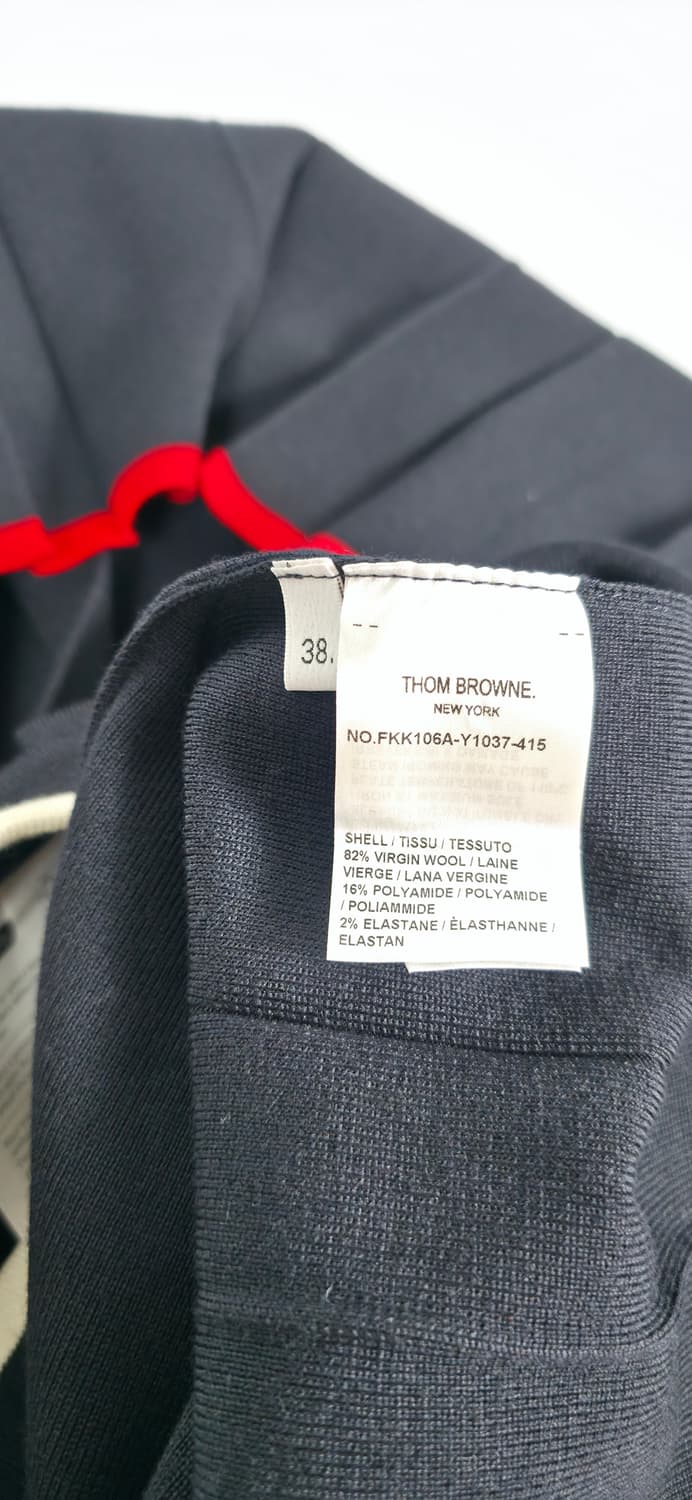 38.
THOM BROWNE.
NEW YORK
NO.FKK106A-Y1037-415
SHELL / TISSU / TESSUTO
82% VIRGIN WOOL / LAINE
VIERGE / LANA VERGINE
16% POLYAMIDE / POLYAMIDE
/ POLIAMMIDE
2% ELASTANE / ÈLASTHANNE /
ELASTAN